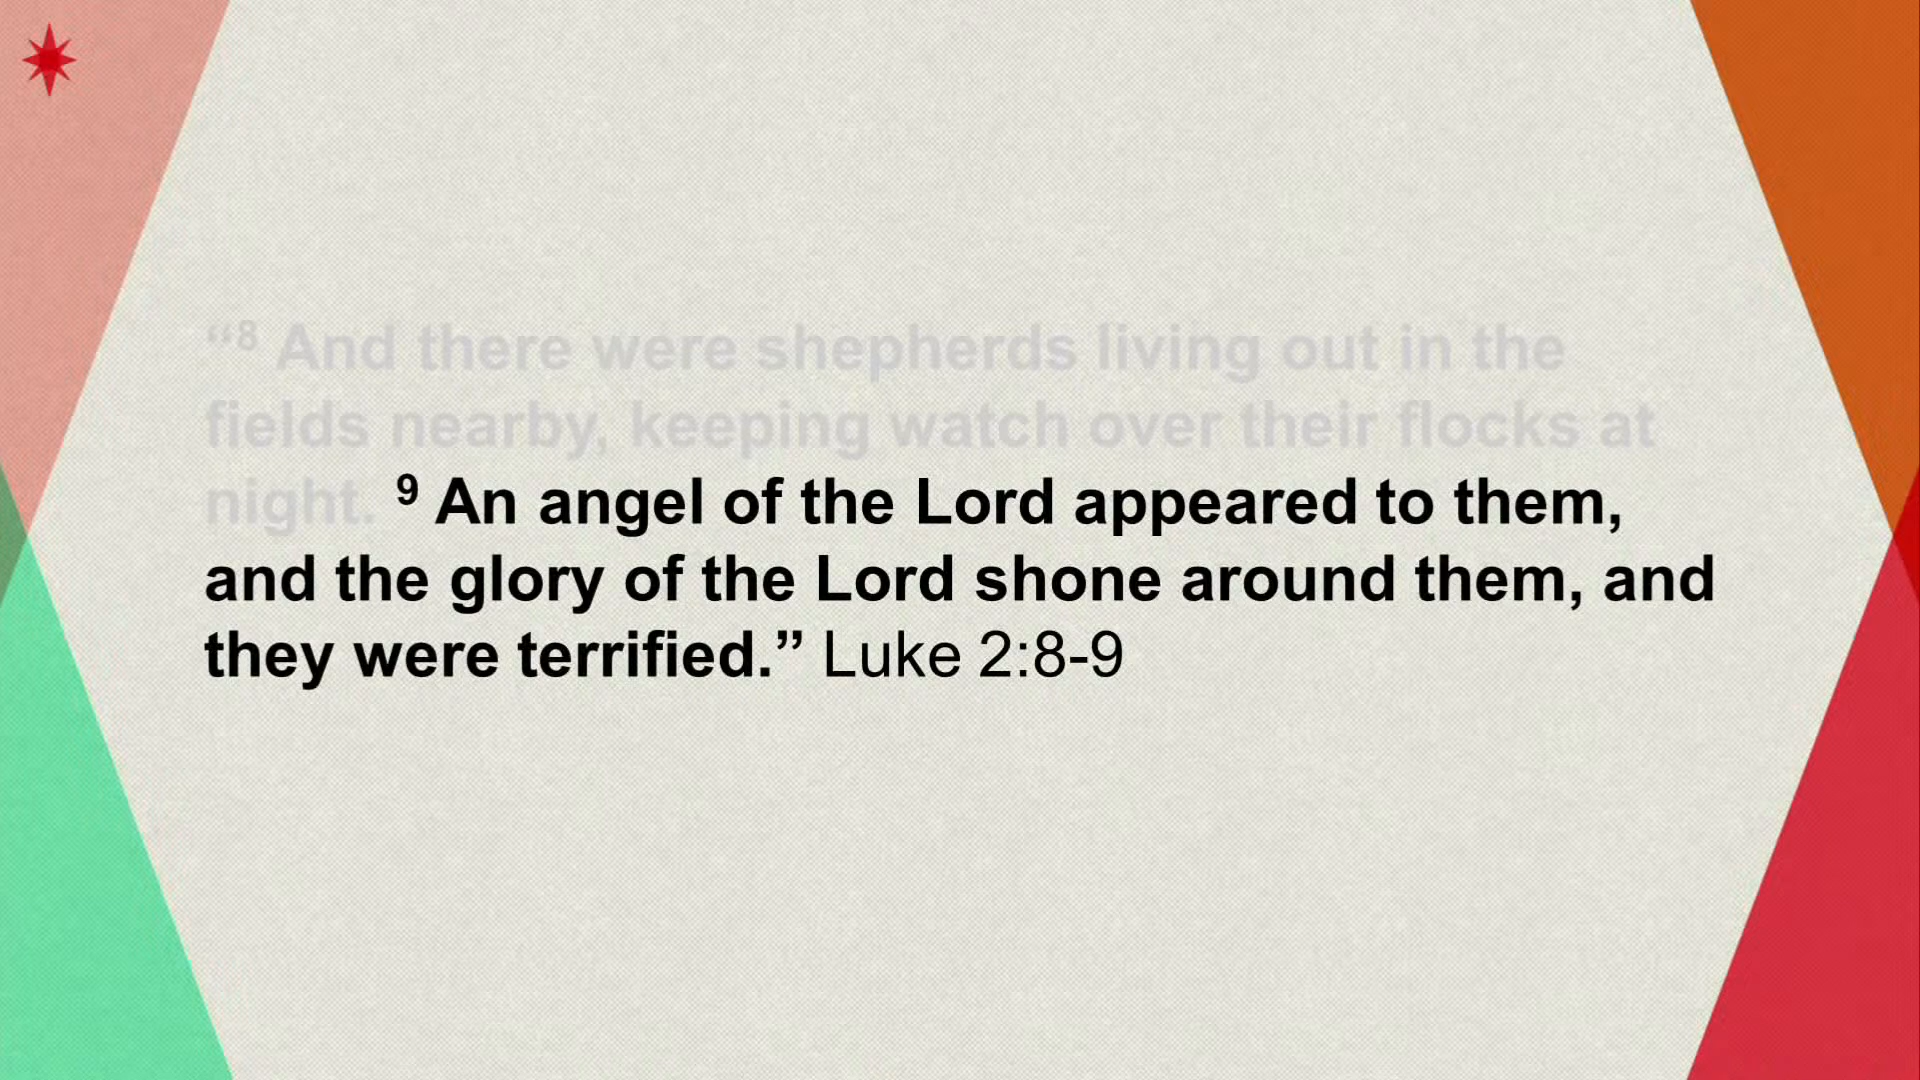 “⁸ And there were shepherds living out in the
fields nearby, keeping watch over their flocks at
night. ⁹ An angel of the Lord appeared to them,
and the glory of the Lord shone around them, and
they were terrified.” Luke 2:8-9